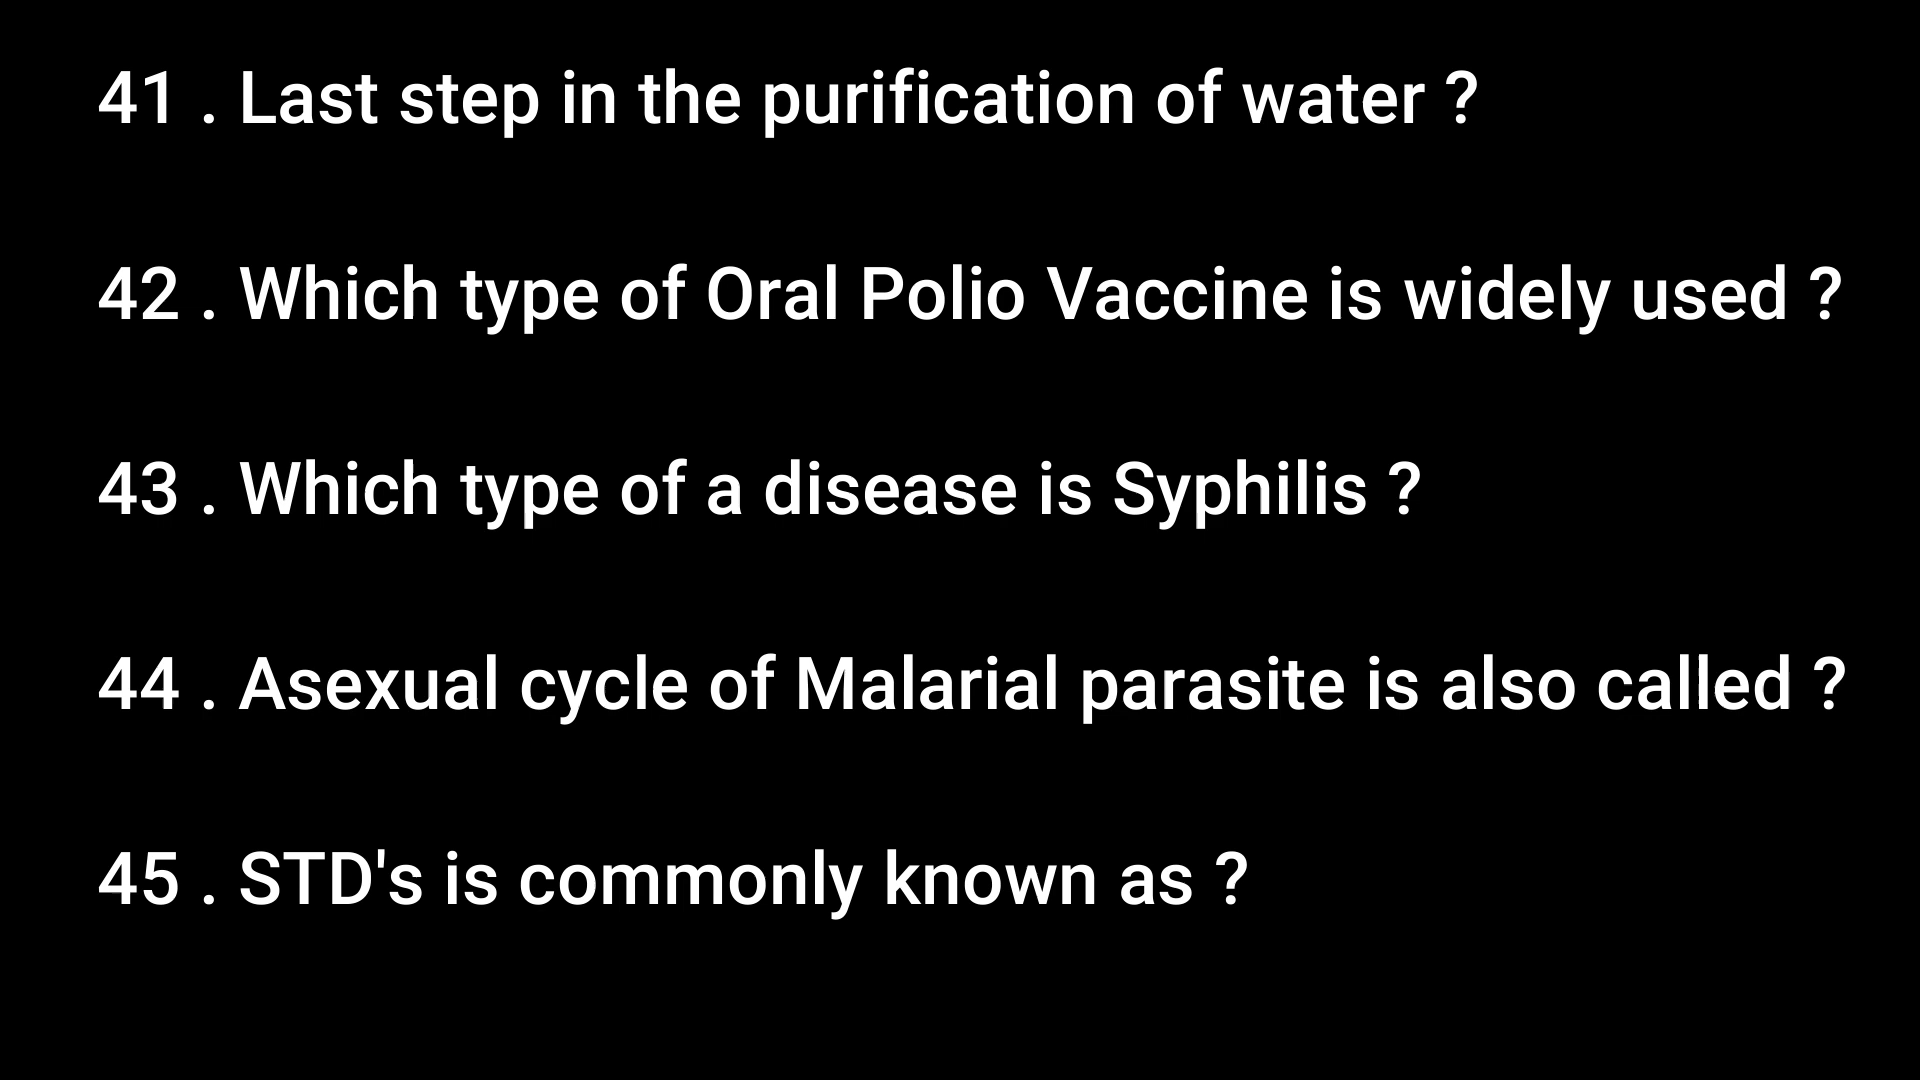 41 . Last step in the purification of water ?
42 . Which type of Oral Polio Vaccine is widely used ?
43 . Which type of a disease is Syphilis ?
44 . Asexual cycle of Malarial parasite is also called ?
45 . STD's is commonly known as ?